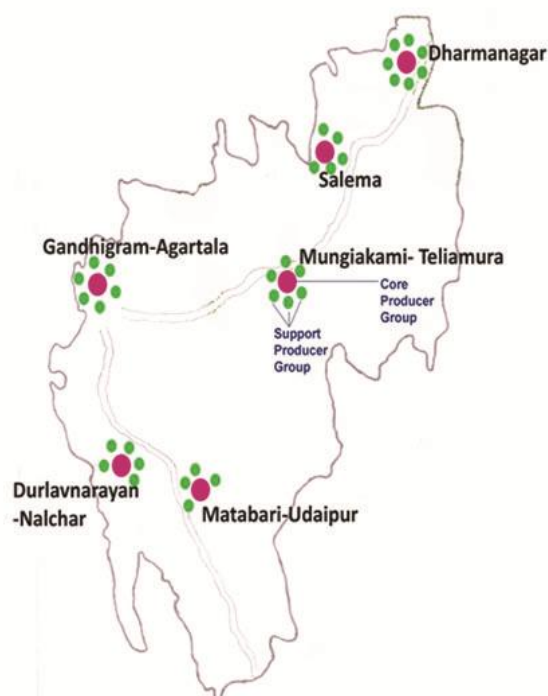 Dharmanagar
Salema
Gandhigram-Agartala
Mungiakami- Teliamura
Core
Producer
Group
Support
Producer
Group
Durlavnarayan
-Nalchar
Matabari-Udaipur